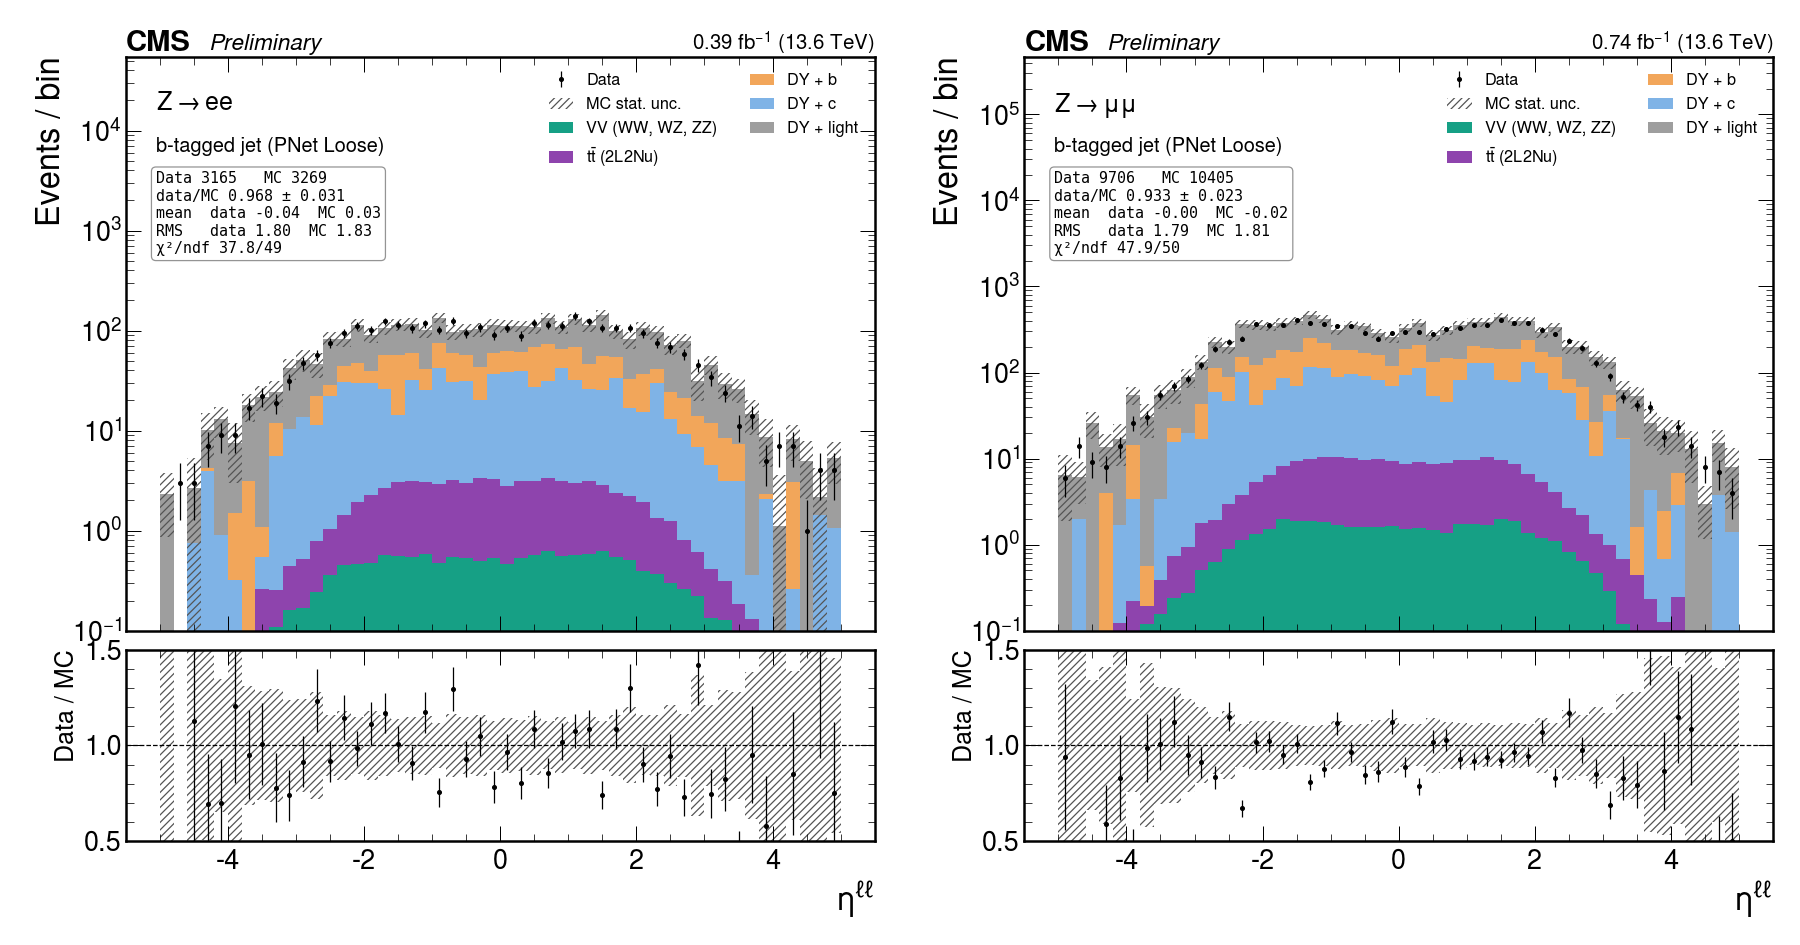 CMS Preliminary 0.39 fb⁻¹ (13.6 TeV)
Events / bin
Z → ee
b-tagged jet (PNet Loose)
Data 3165 MC 3269
data/MC 0.968 ± 0.031
mean data -0.04 MC 0.03
RMS data 1.80 MC 1.83
χ²/ndf 37.8/49
Data
MC stat. unc.
VV (WW, WZ, ZZ)
tt̄ (2L2Nu)
DY + b
DY + c
DY + light
10⁴
10³
10²
10¹
10⁰
10⁻¹
Data / MC
1.5
1.0
0.5
-4 -2 0 2 4
η^ℓℓ
CMS Preliminary 0.74 fb⁻¹ (13.6 TeV)
Events / bin
Z → μμ
b-tagged jet (PNet Loose)
Data 9706 MC 10405
data/MC 0.933 ± 0.023
mean data -0.00 MC -0.02
RMS data 1.79 MC 1.81
χ²/ndf 47.9/50
Data
MC stat. unc.
VV (WW, WZ, ZZ)
tt̄ (2L2Nu)
DY + b
DY + c
DY + light
10⁵
10⁴
10³
10²
10¹
10⁰
10⁻¹
Data / MC
1.5
1.0
0.5
-4 -2 0 2 4
η^ℓℓ